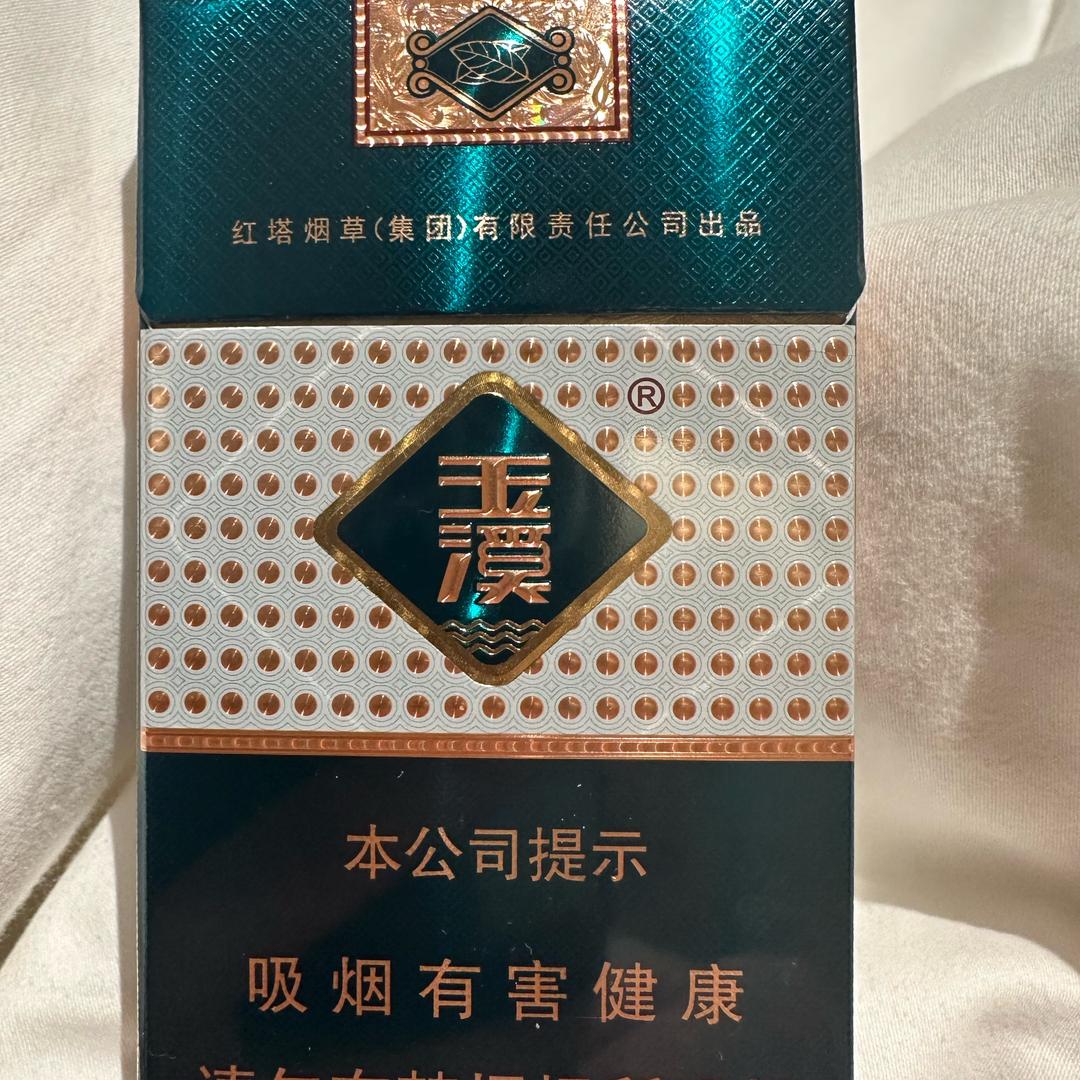 红塔烟草(集团)有限责任公司出品
®
玉溪
本公司提示
吸烟有害健康